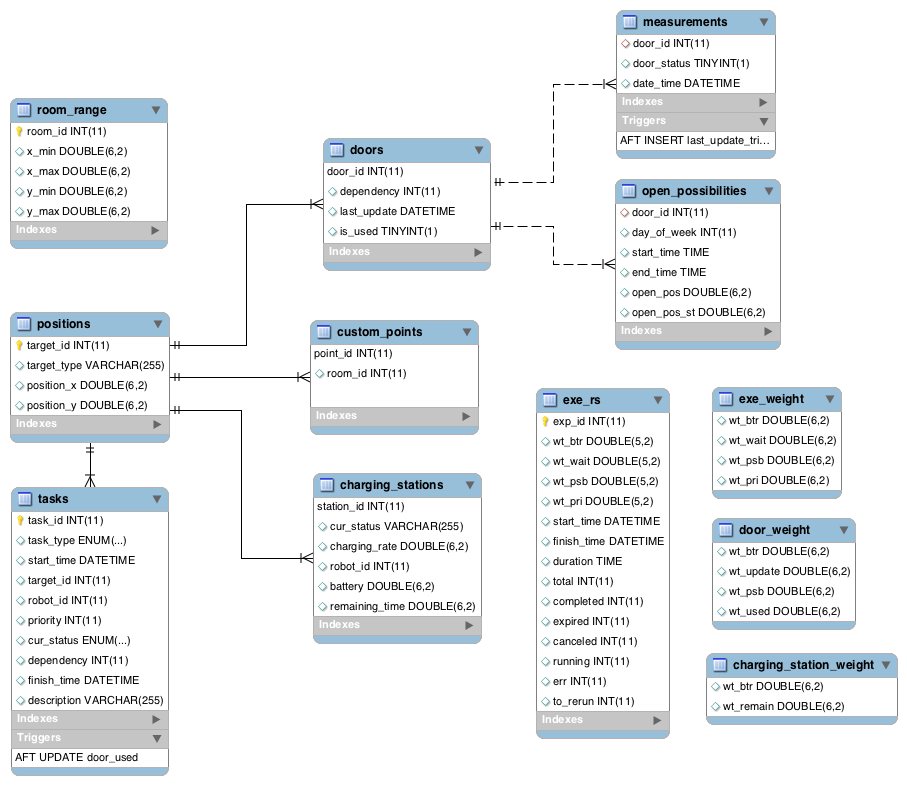 room_range
room_id INT(11)
x_min DOUBLE(6,2)
x_max DOUBLE(6,2)
y_min DOUBLE(6,2)
y_max DOUBLE(6,2)
Indexes
positions
target_id INT(11)
target_type VARCHAR(255)
position_x DOUBLE(6,2)
position_y DOUBLE(6,2)
Indexes
tasks
task_id INT(11)
task_type ENUM(...)
start_time DATETIME
target_id INT(11)
robot_id INT(11)
priority INT(11)
cur_status ENUM(...)
dependency INT(11)
finish_time DATETIME
description VARCHAR(255)
Indexes
Triggers
AFT UPDATE door_used
doors
door_id INT(11)
dependency INT(11)
last_update DATETIME
is_used TINYINT(1)
Indexes
custom_points
point_id INT(11)
room_id INT(11)
Indexes
charging_stations
station_id INT(11)
cur_status VARCHAR(255)
charging_rate DOUBLE(6,2)
robot_id INT(11)
battery DOUBLE(6,2)
remaining_time DOUBLE(6,2)
Indexes
measurements
door_id INT(11)
door_status TINYINT(1)
date_time DATETIME
Indexes
Triggers
AFT INSERT last_update_tri...
open_possibilities
door_id INT(11)
day_of_week INT(11)
start_time TIME
end_time TIME
open_pos DOUBLE(6,2)
open_pos_st DOUBLE(6,2)
Indexes
exe_rs
exp_id INT(11)
wt_btr DOUBLE(5,2)
wt_wait DOUBLE(5,2)
wt_psb DOUBLE(5,2)
wt_pri DOUBLE(5,2)
start_time DATETIME
finish_time DATETIME
duration TIME
total INT(11)
completed INT(11)
expired INT(11)
canceled INT(11)
running INT(11)
err INT(11)
to_rerun INT(11)
Indexes
exe_weight
wt_btr DOUBLE(6,2)
wt_wait DOUBLE(6,2)
wt_psb DOUBLE(6,2)
wt_pri DOUBLE(6,2)
door_weight
wt_btr DOUBLE(6,2)
wt_update DOUBLE(6,2)
wt_psb DOUBLE(6,2)
wt_used DOUBLE(6,2)
charging_station_weight
wt_btr DOUBLE(6,2)
wt_remain DOUBLE(6,2)